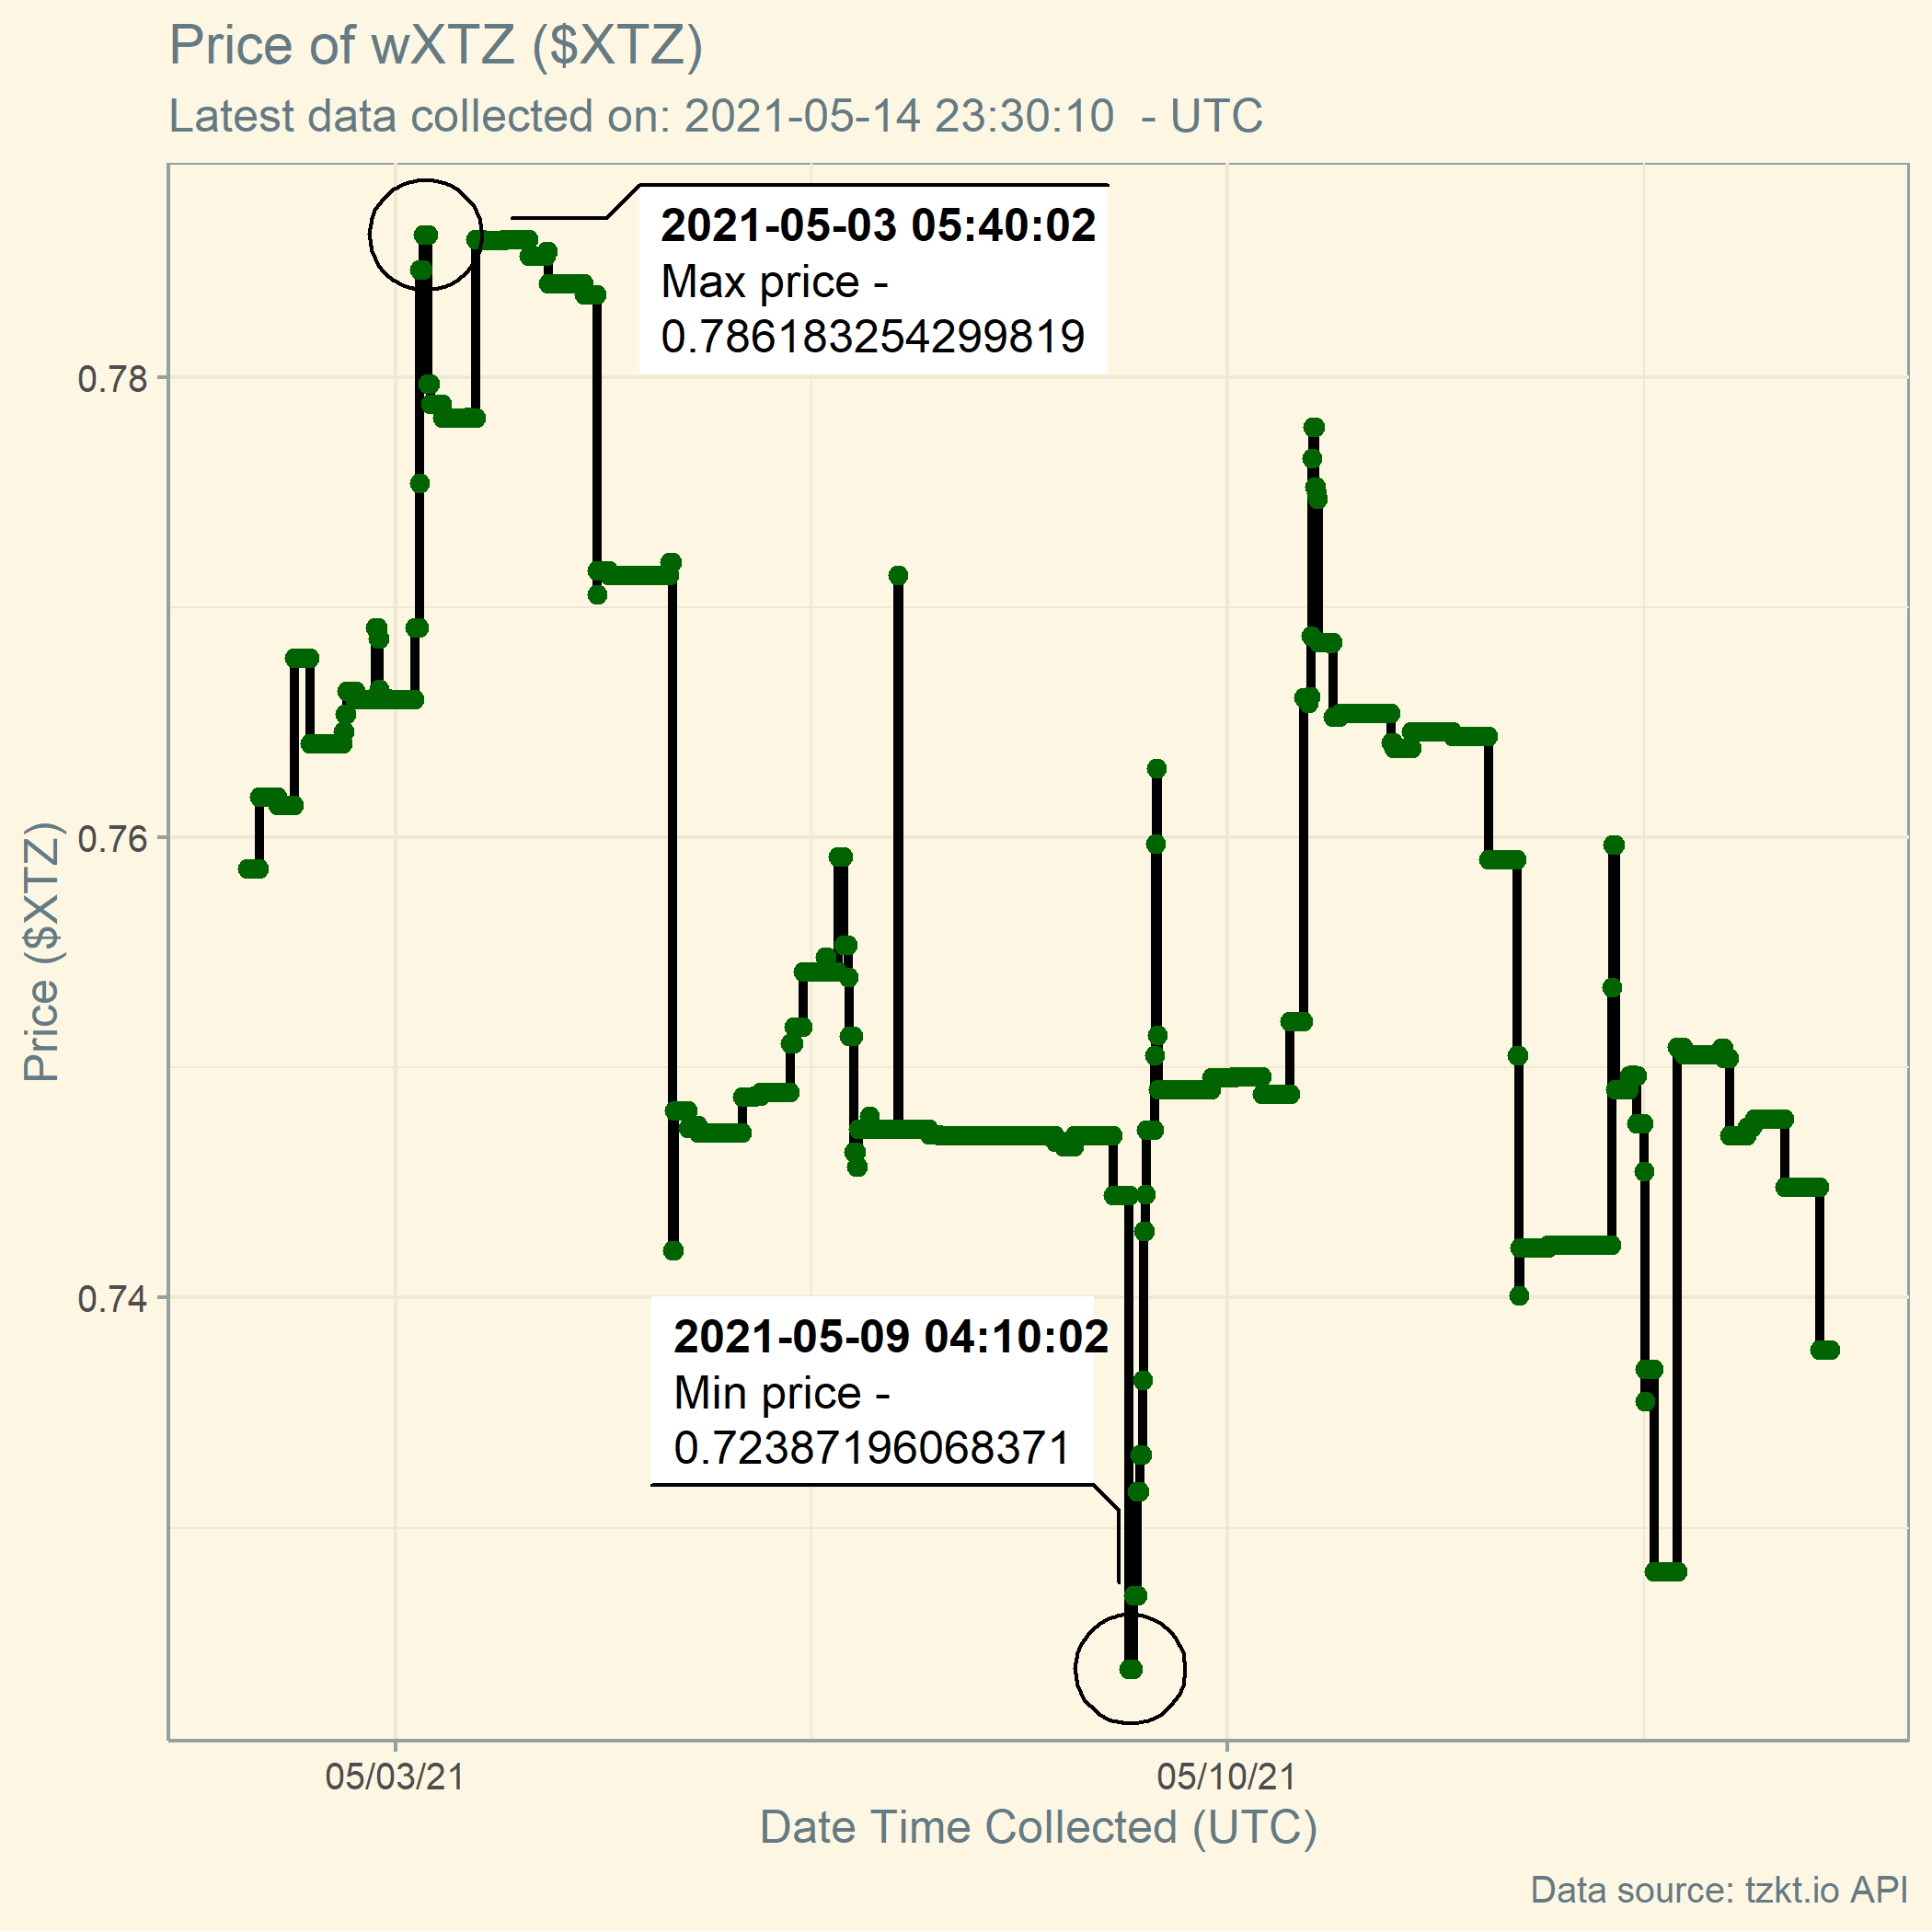 Price of wXTZ ($XTZ)
Latest data collected on: 2021-05-14 23:30:10  - UTC
2021-05-03 05:40:02
Max price -
0.786183254299819
0.78
0.76
0.74
Price ($XTZ)
2021-05-09 04:10:02
Min price -
0.72387196068371
05/03/21
05/10/21
Date Time Collected (UTC)
Data source: tzkt.io API